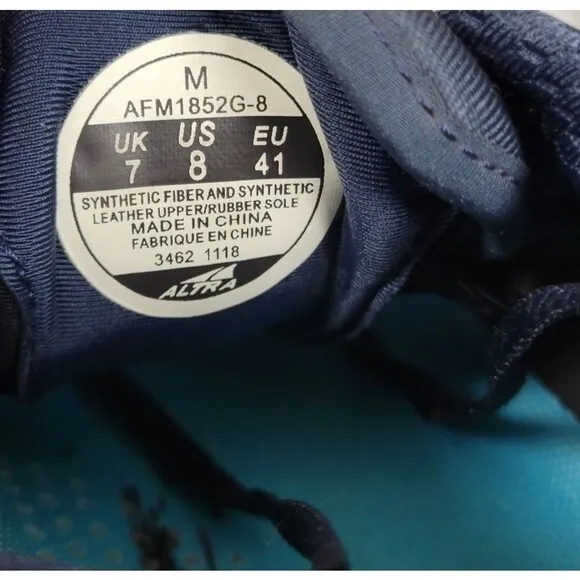 M
AFM1852G-8
UK US EU
7 8 41
SYNTHETIC FIBER AND SYNTHETIC
LEATHER UPPER/RUBBER SOLE
MADE IN CHINA
FABRIQUE EN CHINE
3462 1118
ALTRA